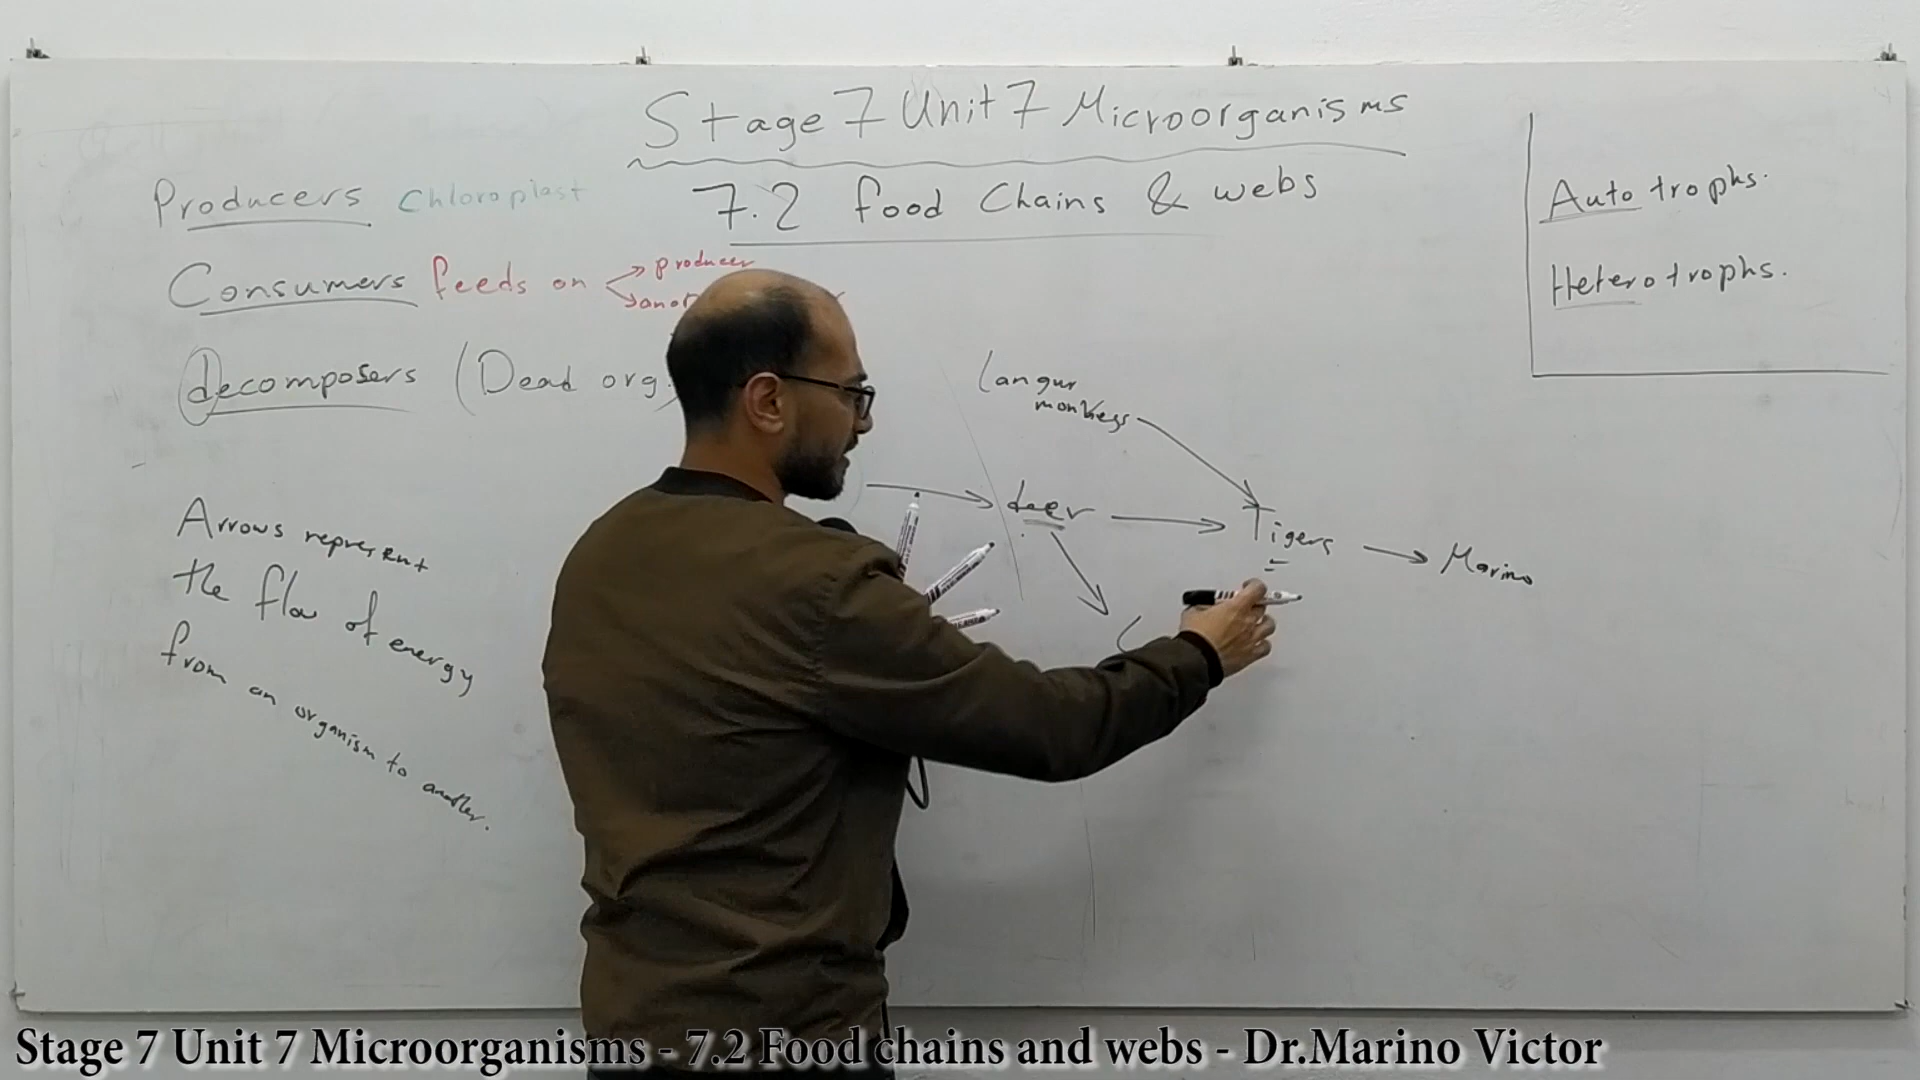 Stage 7 Unit 7 Microorganisms
7.2 food Chains & webs
Producers Chloroplast
Consumers feeds on
producer
decomposers (Dead org.
Arrows represent
the flow of energy
from an organism to another.
Langur
monkeys
deer
Tigers
Marino
Autotrophs.
Heterotrophs.
Stage 7 Unit 7 Microorganisms - 7.2 Food chains and webs - Dr.Marino Victor